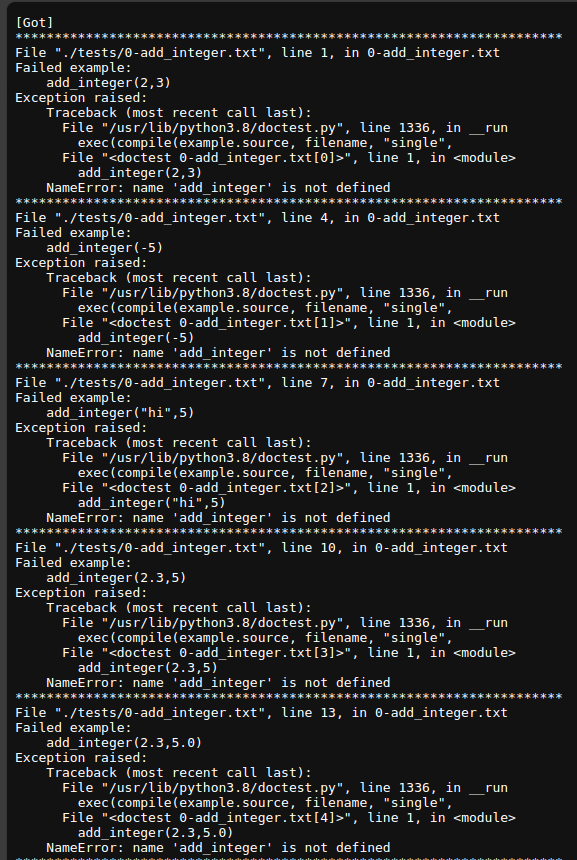 [Got]
**********************************************************************
File "./tests/0-add_integer.txt", line 1, in 0-add_integer.txt
Failed example:
    add_integer(2,3)
Exception raised:
    Traceback (most recent call last):
      File "/usr/lib/python3.8/doctest.py", line 1336, in __run
        exec(compile(example.source, filename, "single",
      File "<doctest 0-add_integer.txt[0]>", line 1, in <module>
        add_integer(2,3)
    NameError: name 'add_integer' is not defined
**********************************************************************
File "./tests/0-add_integer.txt", line 4, in 0-add_integer.txt
Failed example:
    add_integer(-5)
Exception raised:
    Traceback (most recent call last):
      File "/usr/lib/python3.8/doctest.py", line 1336, in __run
        exec(compile(example.source, filename, "single",
      File "<doctest 0-add_integer.txt[1]>", line 1, in <module>
        add_integer(-5)
    NameError: name 'add_integer' is not defined
**********************************************************************
File "./tests/0-add_integer.txt", line 7, in 0-add_integer.txt
Failed example:
    add_integer("hi",5)
Exception raised:
    Traceback (most recent call last):
      File "/usr/lib/python3.8/doctest.py", line 1336, in __run
        exec(compile(example.source, filename, "single",
      File "<doctest 0-add_integer.txt[2]>", line 1, in <module>
        add_integer("hi",5)
    NameError: name 'add_integer' is not defined
**********************************************************************
File "./tests/0-add_integer.txt", line 10, in 0-add_integer.txt
Failed example:
    add_integer(2.3,5)
Exception raised:
    Traceback (most recent call last):
      File "/usr/lib/python3.8/doctest.py", line 1336, in __run
        exec(compile(example.source, filename, "single",
      File "<doctest 0-add_integer.txt[3]>", line 1, in <module>
        add_integer(2.3,5)
    NameError: name 'add_integer' is not defined
**********************************************************************
File "./tests/0-add_integer.txt", line 13, in 0-add_integer.txt
Failed example:
    add_integer(2.3,5.0)
Exception raised:
    Traceback (most recent call last):
      File "/usr/lib/python3.8/doctest.py", line 1336, in __run
        exec(compile(example.source, filename, "single",
      File "<doctest 0-add_integer.txt[4]>", line 1, in <module>
        add_integer(2.3,5.0)
    NameError: name 'add_integer' is not defined
**********************************************************************